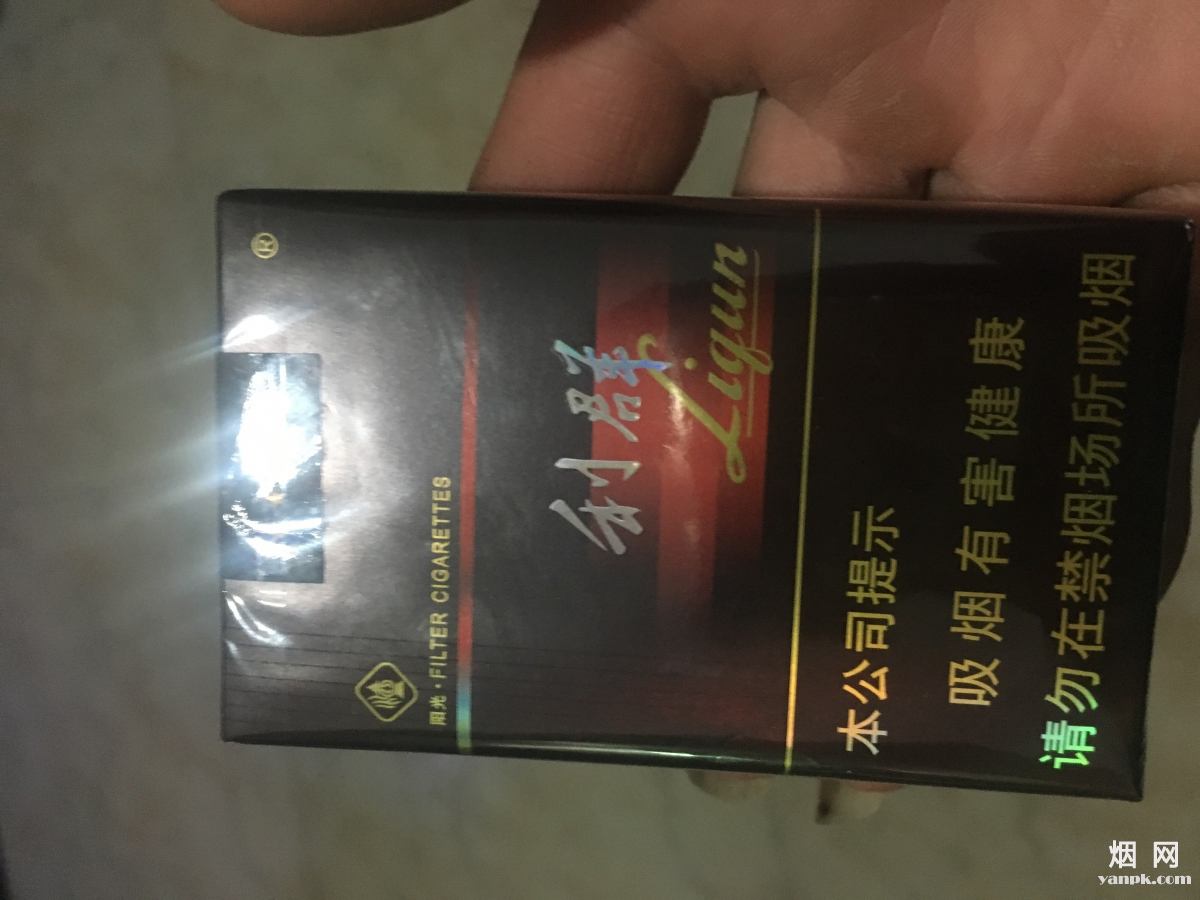 ®
阳光·FILTER CIGARETTES
利群
Liqun
本公司提示
吸烟有害健康
请勿在禁烟场所吸烟
烟 网
yanpk.com